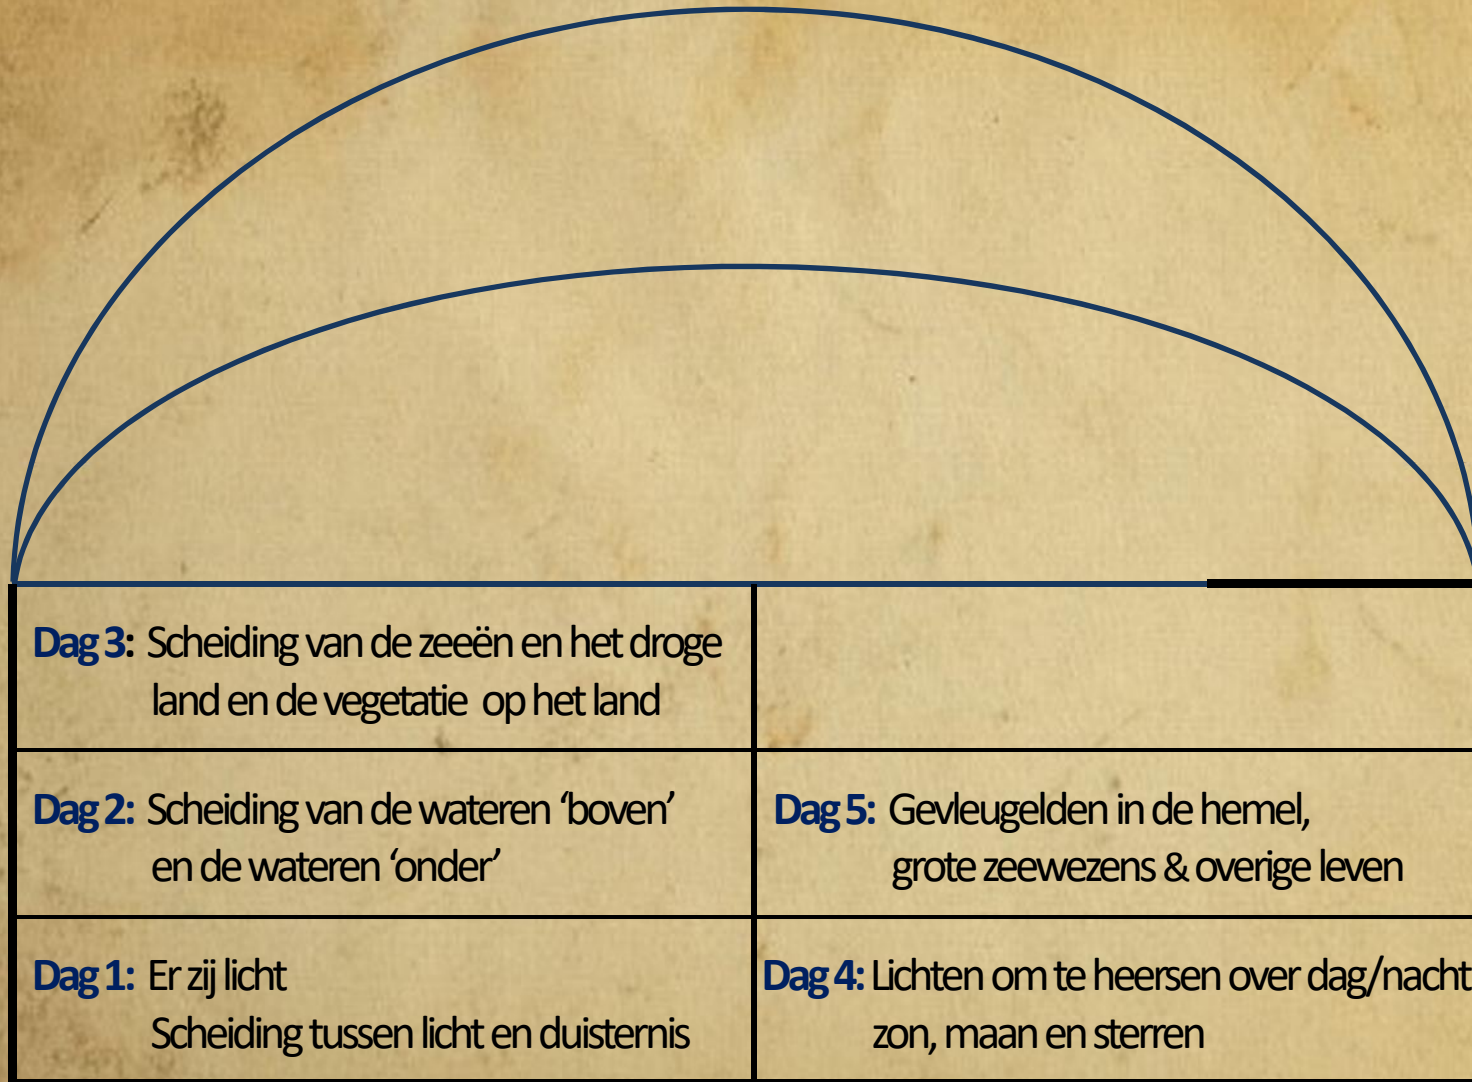 Dag 3: Scheiding van de zeeën en het droge
land en de vegetatie op het land
Dag 2: Scheiding van de wateren ‘boven’
en de wateren ‘onder’
Dag 5: Gevleugelden in de hemel,
grote zeewezens & overige leven
Dag 1: Er zij licht
Scheiding tussen licht en duisternis
Dag 4: Lichten om te heersen over dag/nacht
zon, maan en sterren